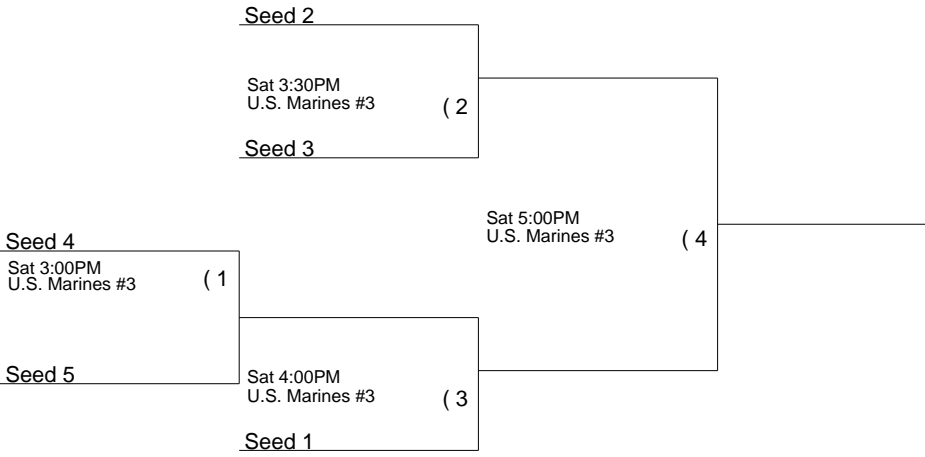 Seed 2
Sat 3:30PM
U.S. Marines #3
( 2
Seed 3
Sat 5:00PM
U.S. Marines #3
( 4
Seed 4
Sat 3:00PM
U.S. Marines #3
( 1
Seed 5
Sat 4:00PM
U.S. Marines #3
( 3
Seed 1